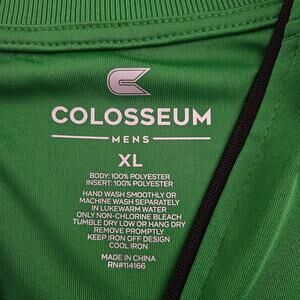 COLOSSEUM
MENS
XL
BODY: 100% POLYESTER
INSERT: 100% POLYESTER
HAND WASH SMOOTHLY OR
MACHINE WASH SEPARATELY
IN LUKEWARM WATER
ONLY NON-CHLORINE BLEACH
TUMBLE DRY LOW OR HANG DRY
REMOVE PROMPTLY
KEEP IRON OFF DESIGN
COOL IRON
MADE IN CHINA
RN#114166